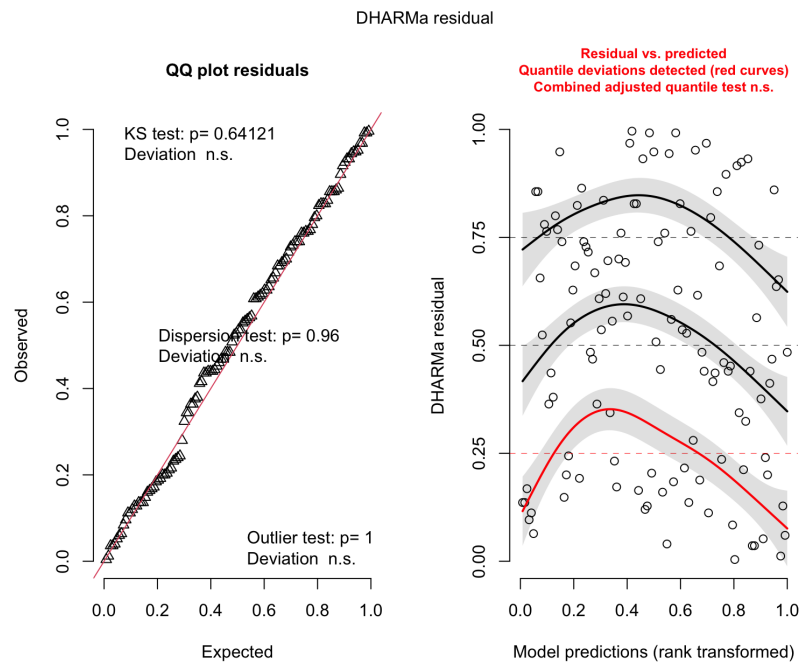 DHARMa residual
QQ plot residuals
KS test: p= 0.64121
Deviation n.s.
Dispersion test: p= 0.96
Deviation n.s.
Outlier test: p= 1
Deviation n.s.
Observed
0.0 0.2 0.4 0.6 0.8 1.0
0.0 0.2 0.4 0.6 0.8 1.0
Expected
Residual vs. predicted
Quantile deviations detected (red curves)
Combined adjusted quantile test n.s.
DHARMa residual
0.00 0.25 0.50 0.75 1.00
0.0 0.2 0.4 0.6 0.8 1.0
Model predictions (rank transformed)